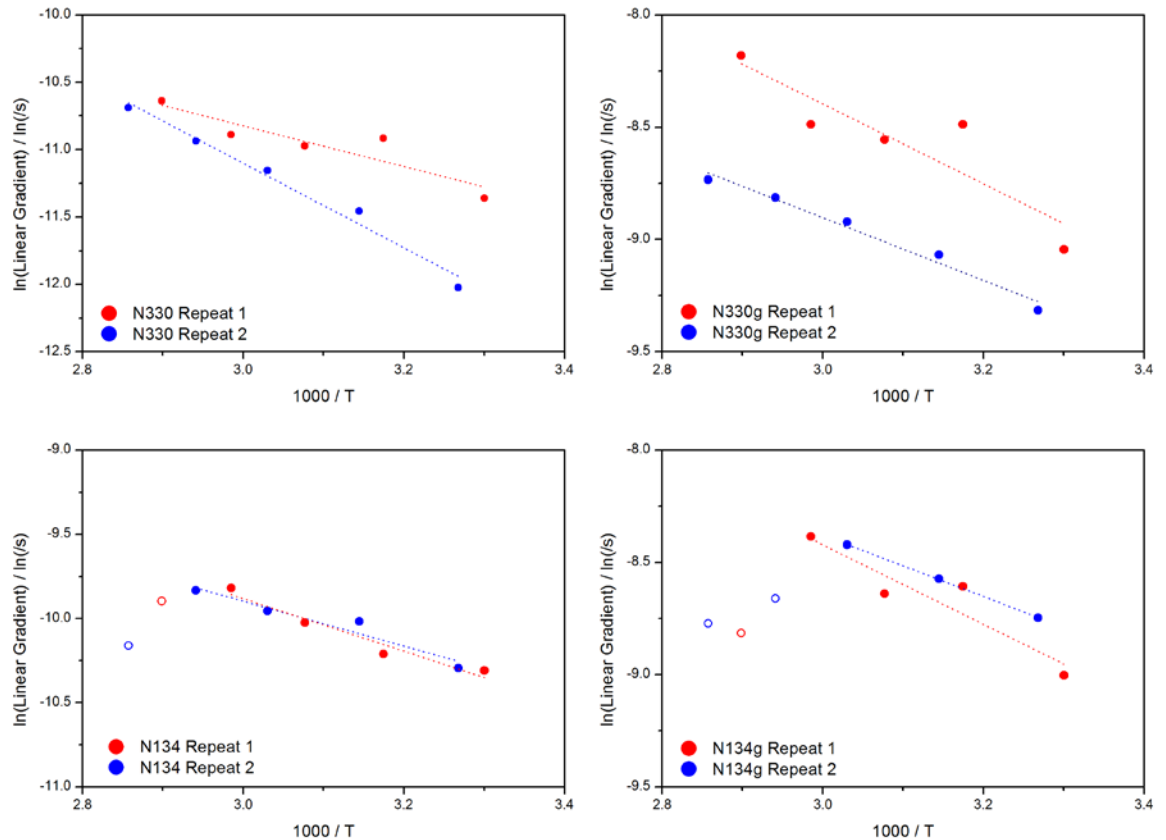 ln(Linear Gradient) / ln(/s)
-10.0
-10.5
-11.0
-11.5
-12.0
-12.5
N330 Repeat 1
N330 Repeat 2
2.8 3.0 3.2 3.4
1000 / T
ln(Linear Gradient) / ln(/s)
-8.0
-8.5
-9.0
-9.5
N330g Repeat 1
N330g Repeat 2
2.8 3.0 3.2 3.4
1000 / T
ln(Linear Gradient) / ln(/s)
-9.0
-9.5
-10.0
-10.5
-11.0
N134 Repeat 1
N134 Repeat 2
2.8 3.0 3.2 3.4
1000 / T
ln(Linear Gradient) / ln(/s)
-8.0
-8.5
-9.0
-9.5
N134g Repeat 1
N134g Repeat 2
2.8 3.0 3.2 3.4
1000 / T